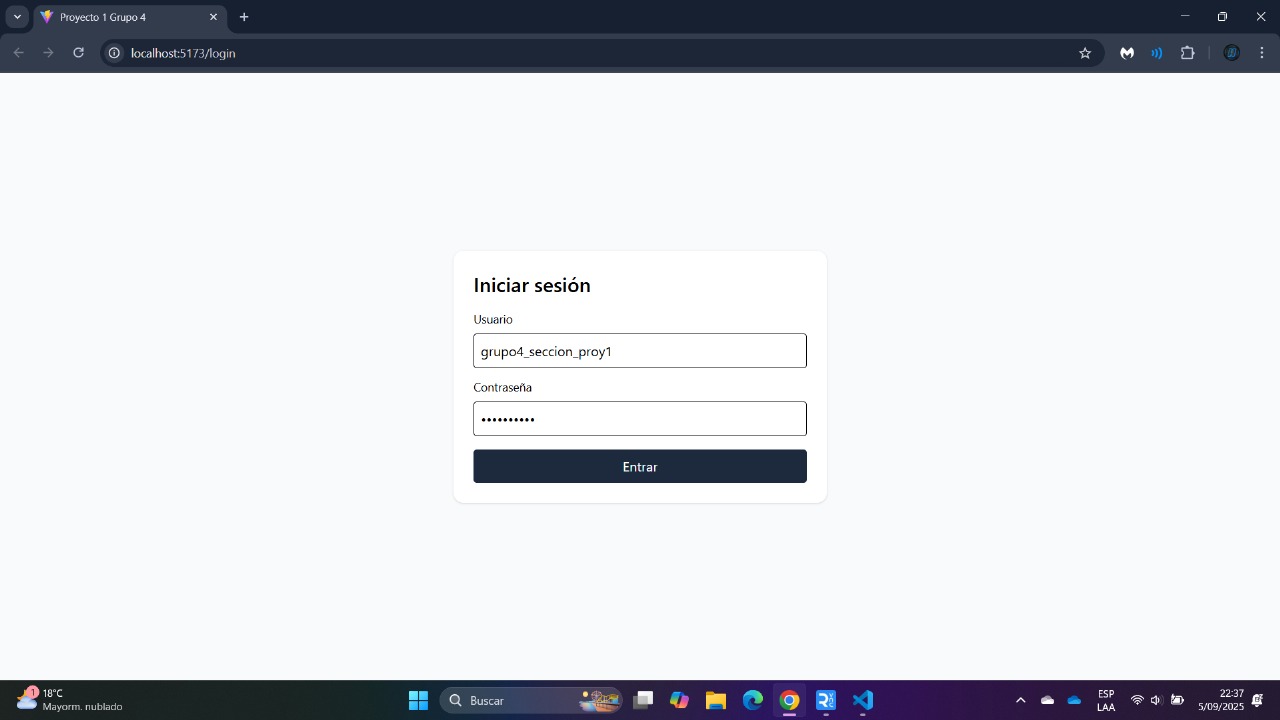 Proyecto 1 Grupo 4
localhost:5173/login
Iniciar sesión
Usuario
grupo4_seccion_proy1
Contraseña
••••••••••
Entrar
1
18°C
Mayorm. nublado
Buscar
ESP
LAA
22:37
5/09/2025